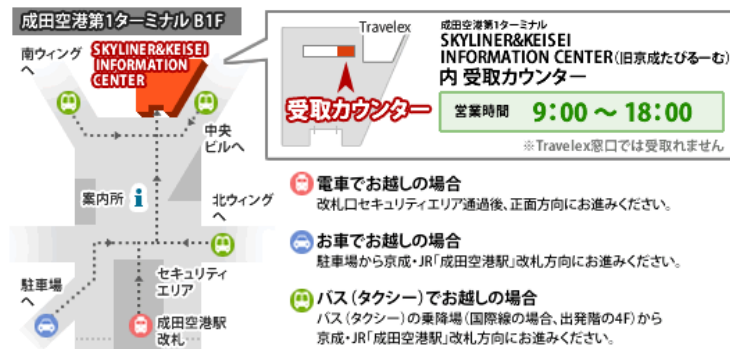 成田空港第1ターミナル B1F
南ウィング
へ
SKYLINER&KEISEI
INFORMATION
CENTER
中央
ビルへ
案内所
i
北ウィング
へ
セキュリティ
エリア
駐車場
へ
成田空港駅
改札
Travelex
受取カウンター
成田空港第1ターミナル
SKYLINER&KEISEI
INFORMATION CENTER(旧京成たびるーむ)
内 受取カウンター
営業時間 9:00 ～ 18:00
※Travelex窓口では受取れません
電車でお越しの場合
改札口セキュリティエリア通過後、正面方向にお進みください。
お車でお越しの場合
駐車場から京成・JR「成田空港駅」改札方向にお進みください。
バス(タクシー)でお越しの場合
バス(タクシー)の乗降場(国際線の場合、出発階の4F)から
京成・JR「成田空港駅」改札方向にお進みください。